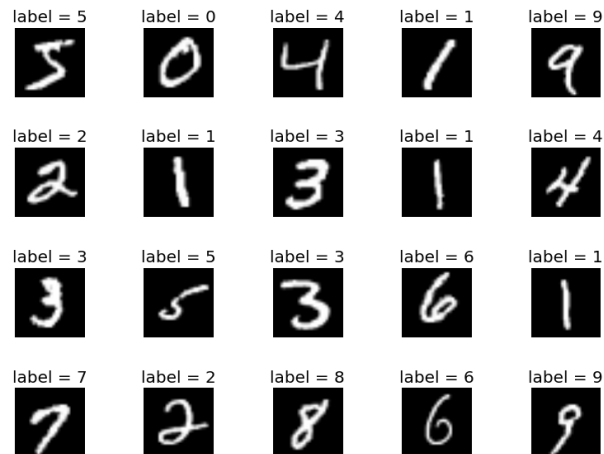 label = 5 label = 0 label = 4 label = 1 label = 9
5 0 4 1 9
label = 2 label = 1 label = 3 label = 1 label = 4
2 1 3 1 4
label = 3 label = 5 label = 3 label = 6 label = 1
3 5 3 6 1
label = 7 label = 2 label = 8 label = 6 label = 9
7 2 8 6 9